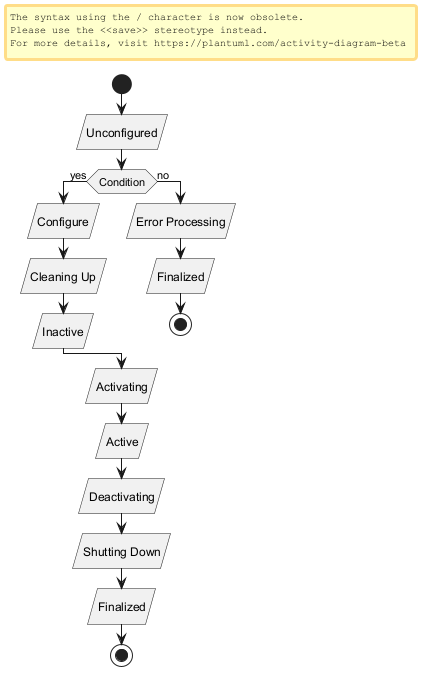 The syntax using the / character is now obsolete.
Please use the <<save>> stereotype instead.
For more details, visit https://plantuml.com/activity-diagram-beta
Unconfigured
yes
Condition
no
Configure
Error Processing
Cleaning Up
Finalized
Inactive
Activating
Active
Deactivating
Shutting Down
Finalized